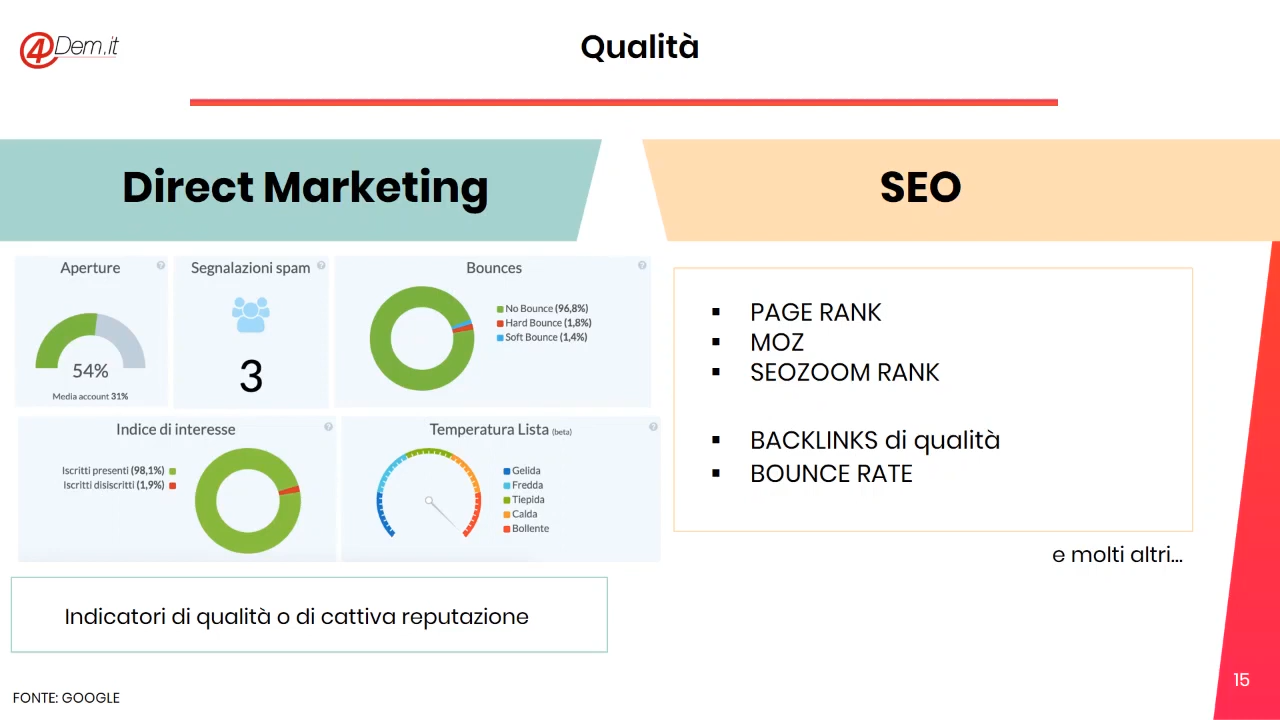 4Dem.it
Qualità
Direct Marketing
SEO
Aperture
54%
Media account 31%
Segnalazioni spam
3
Bounces
No Bounce (96,8%)
Hard Bounce (1,8%)
Soft Bounce (1,4%)
Indice di interesse
Iscritti presenti (98,1%)
Iscritti disiscritti (1,9%)
Temperatura Lista (beta)
Gelida
Fredda
Tiepida
Calda
Bollente
Indicatori di qualità o di cattiva reputazione
PAGE RANK
MOZ
SEOZOOM RANK
BACKLINKS di qualità
BOUNCE RATE
e molti altri...
FONTE: GOOGLE
15